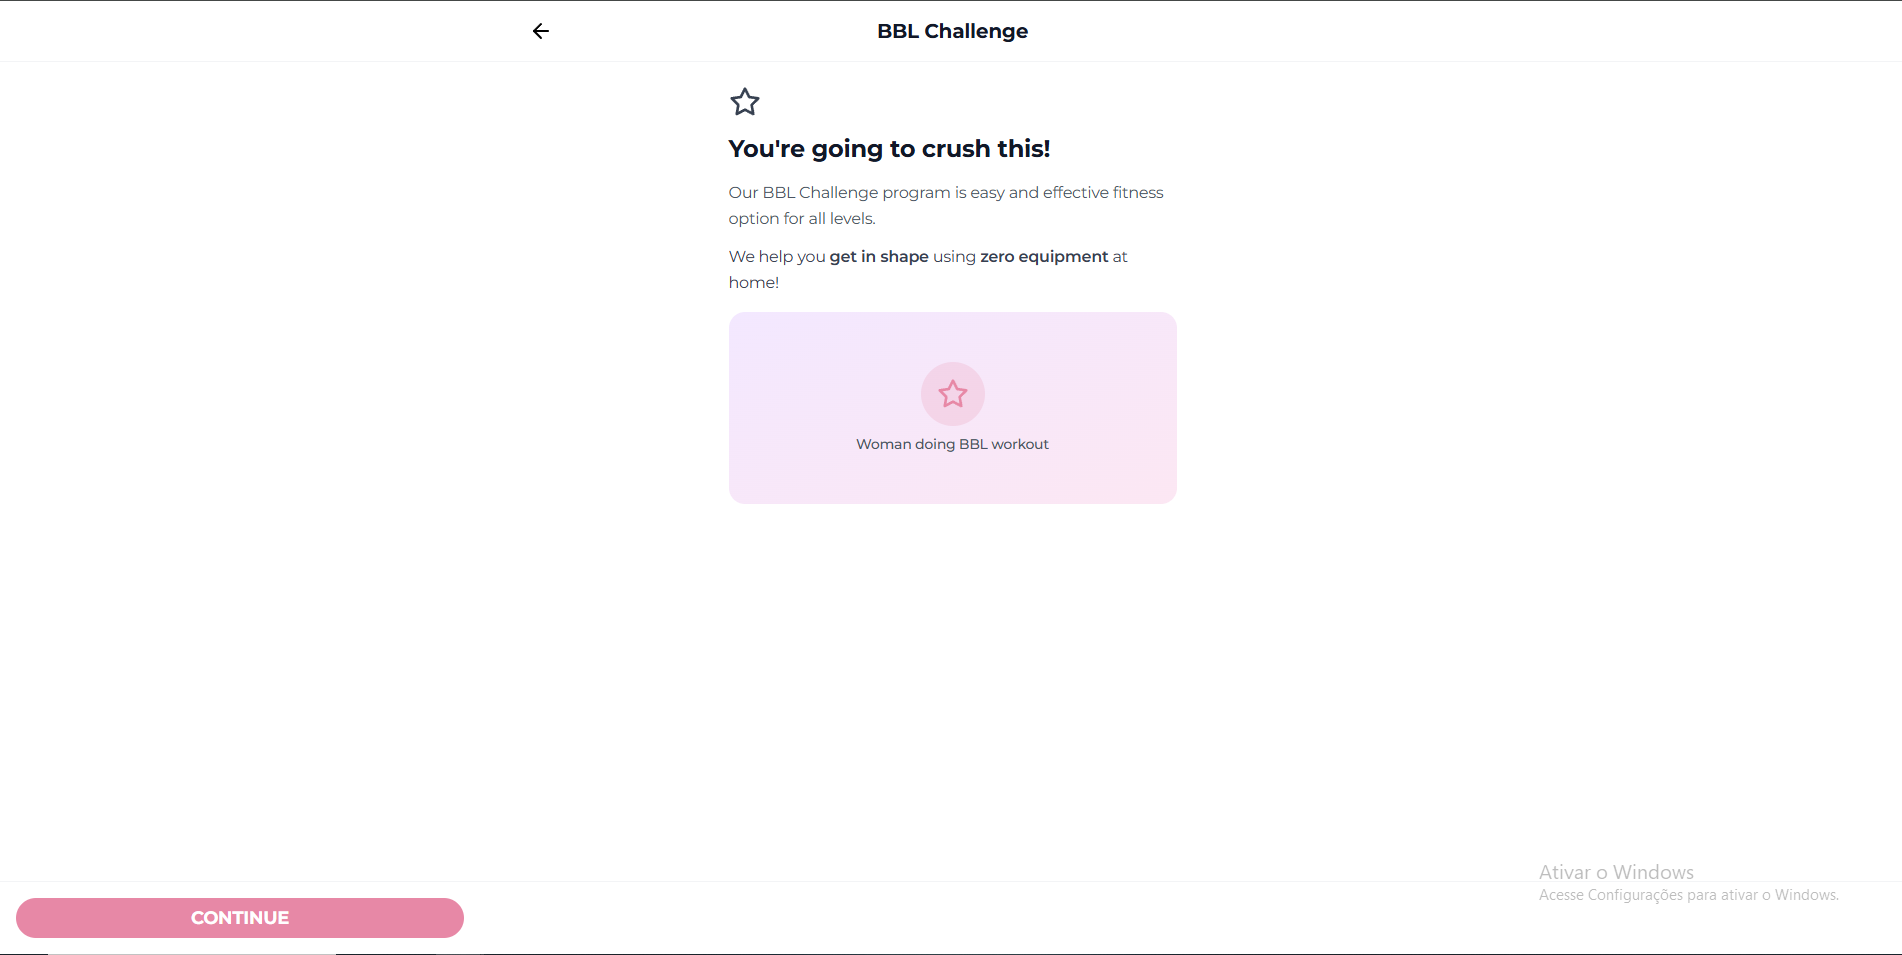 BBL Challenge
You're going to crush this!
Our BBL Challenge program is easy and effective fitness
option for all levels.
We help you get in shape using zero equipment at
home!
Woman doing BBL workout
Ativar o Windows
Acesse Configurações para ativar o Windows.
CONTINUE